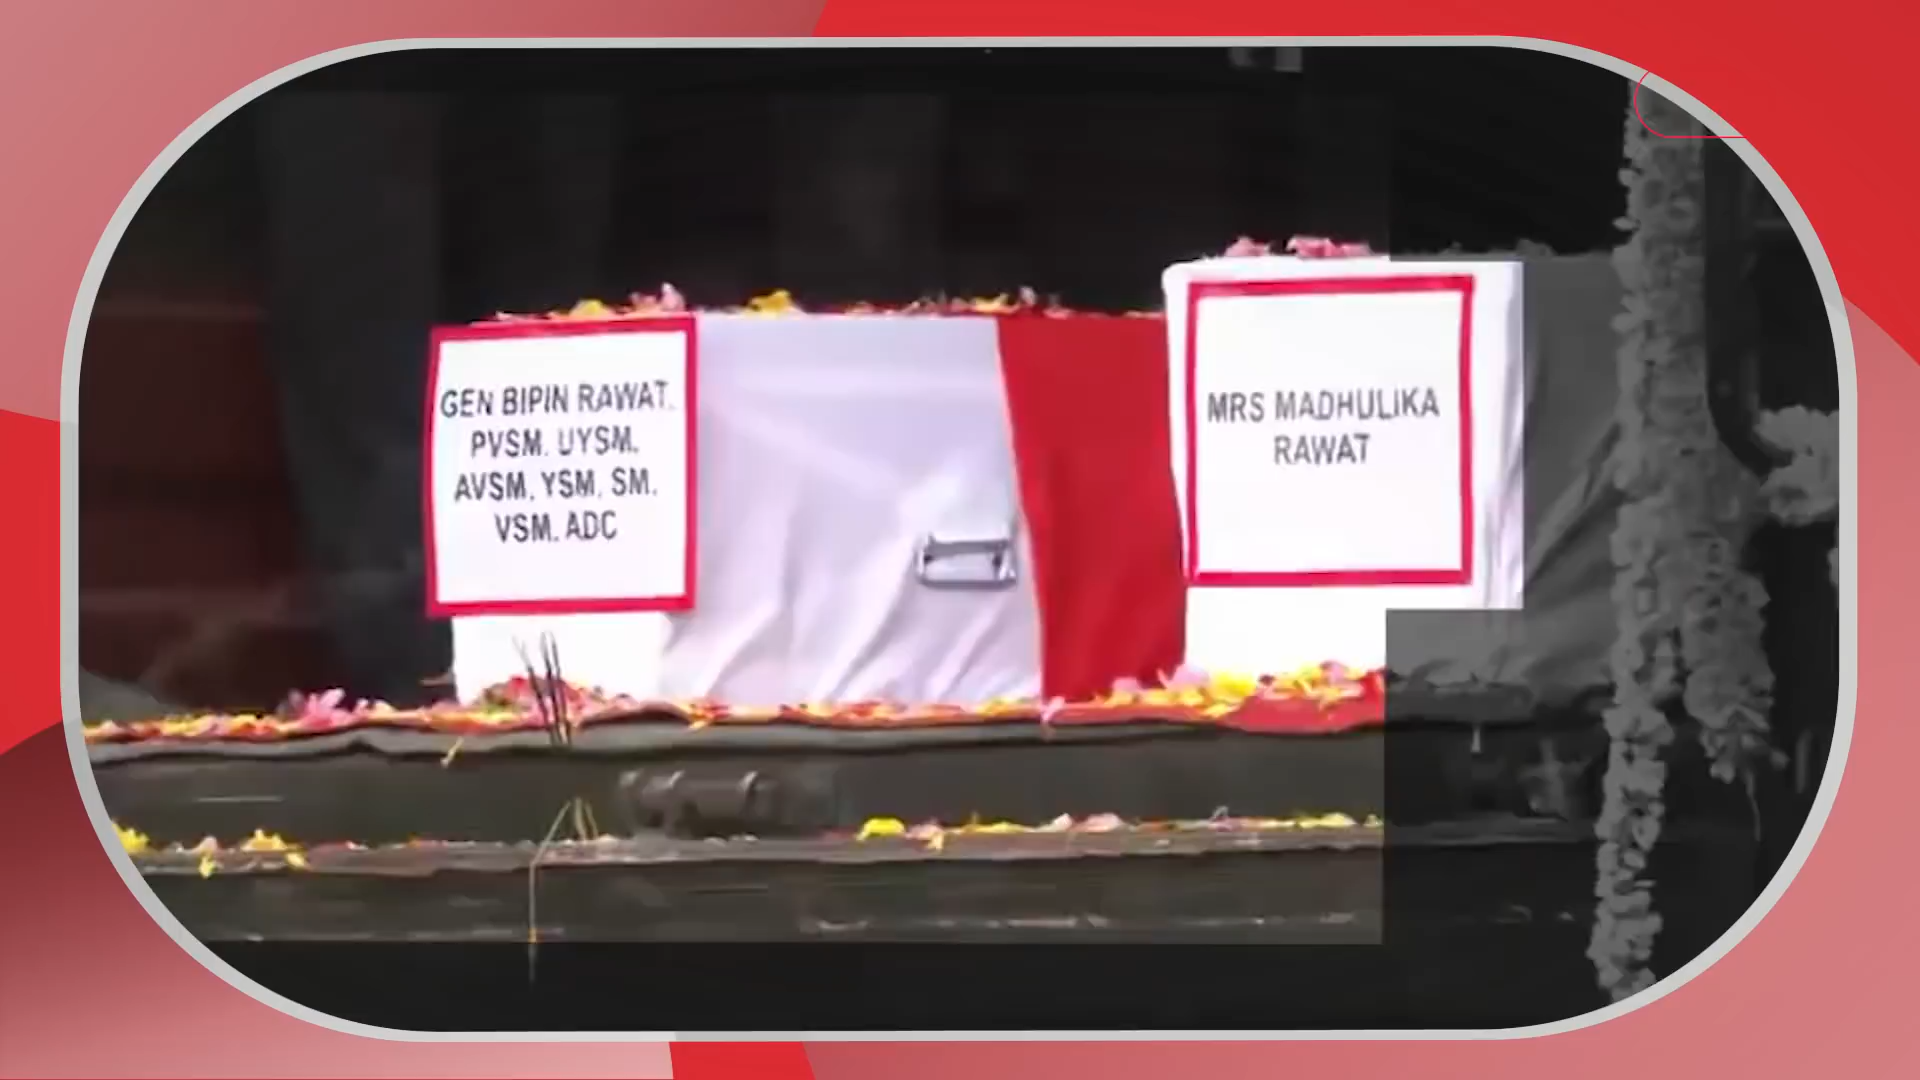 GEN BIPIN RAWAT,
PVSM, UYSM,
AVSM, YSM, SM,
VSM, ADC
MRS MADHULIKA
RAWAT